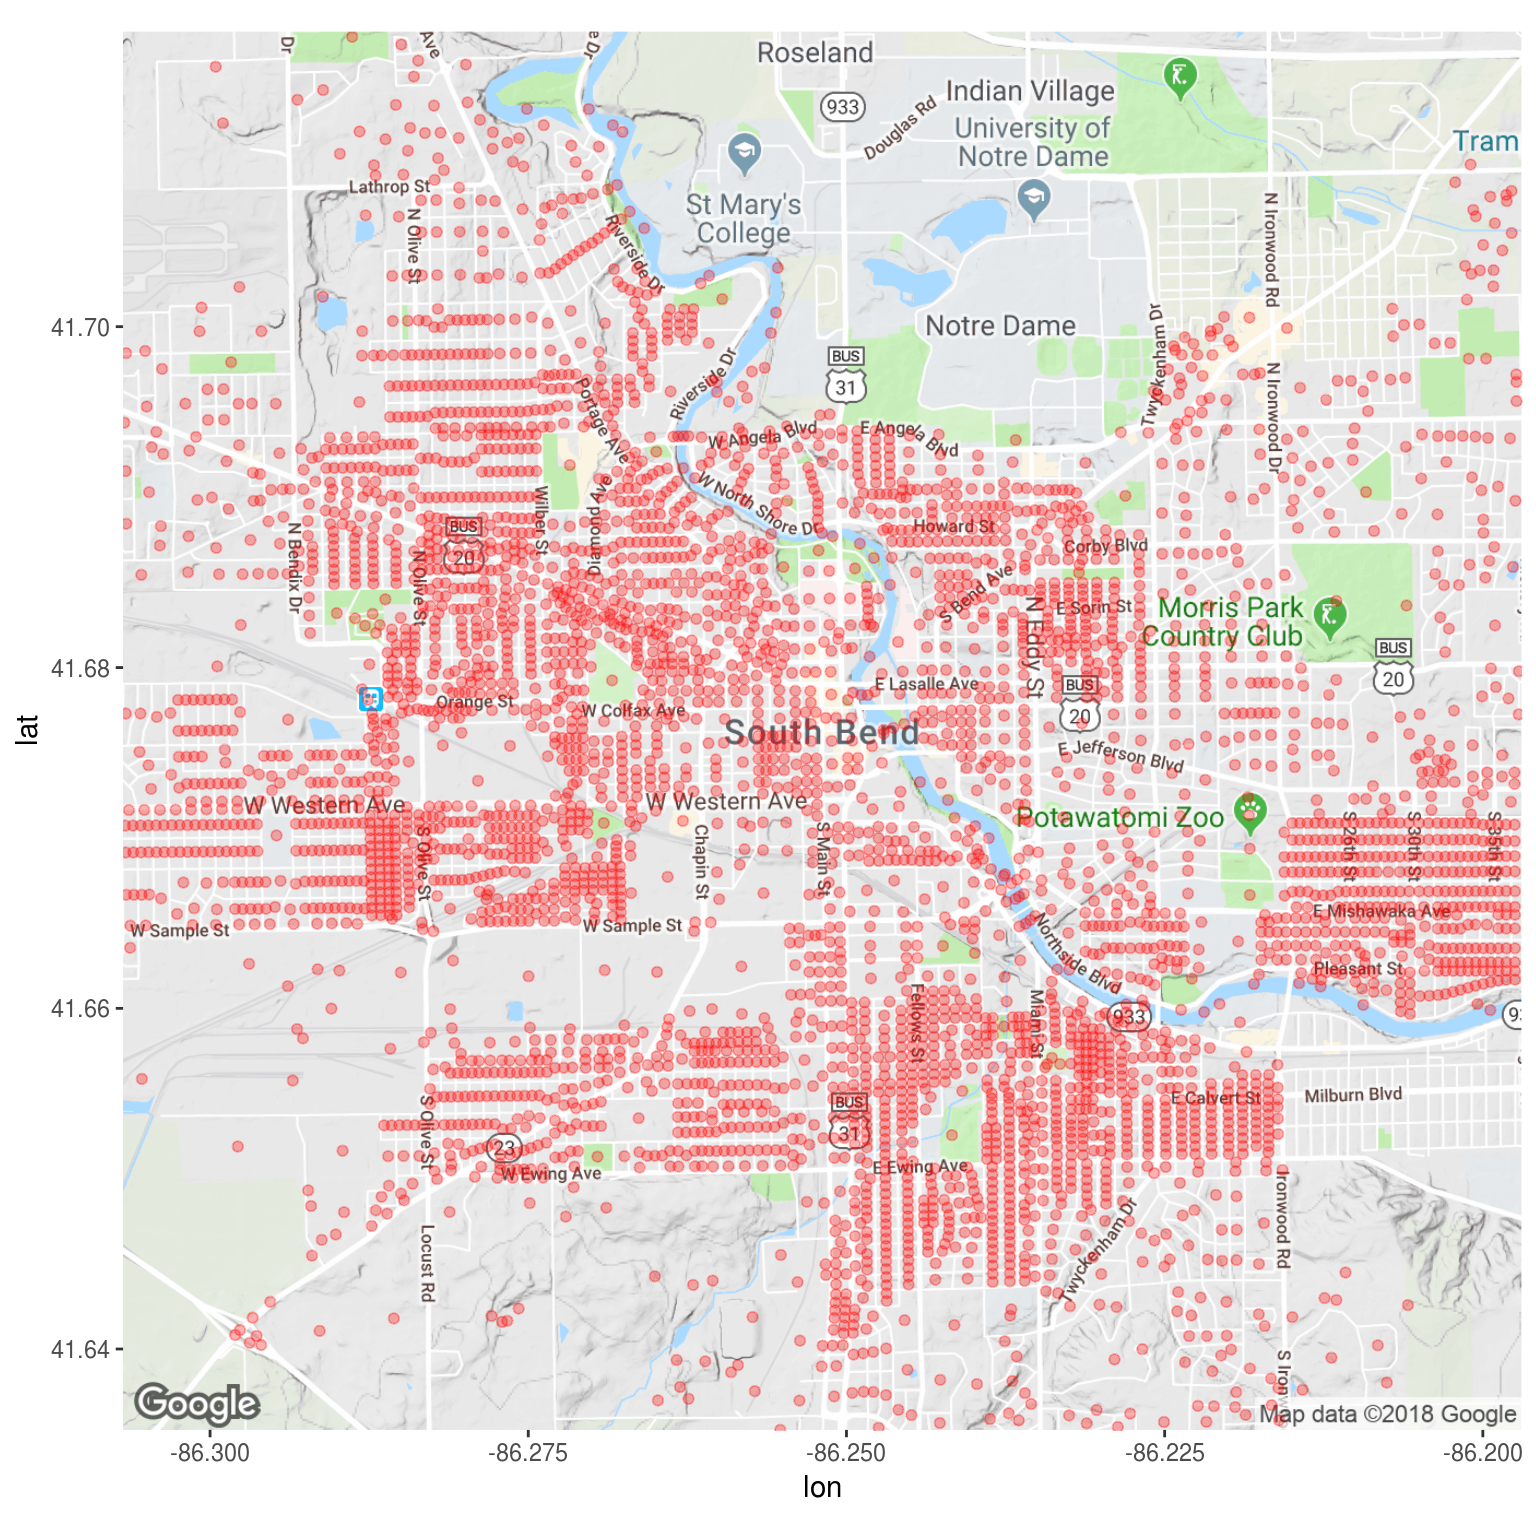 Roseland
Dr
Ave
e Dr
933
Douglas Rd
Indian Village
University of
Notre Dame
Tram
Lathrop St
N Olive St
St Mary's
College
Riverside Dr
N Ironwood Rd
41.70
Notre Dame
BUS
31
Twyckenham Dr
Riverside Dr
N Ironwood Dr
Portage Ave
W Angela Blvd
E Angela Blvd
W North Shore Dr
Wilber St
Diamond Ave
BUS
20
N Bendix Dr
N Olive St
Howard St
Corby Blvd
S Bend Ave
E Sorin St
N Eddy St
Morris Park
Country Club
BUS
20
41.68
E Lasalle Ave
BUS
20
Orange St
W Colfax Ave
South Bend
E Jefferson Blvd
W Western Ave
W Western Ave
Potawatomi Zoo
S Olive St
Chapin St
S Main St
S 26th St
S 30th St
S 35th St
E Mishawaka Ave
W Sample St
W Sample St
Northside Blvd
Pleasant St
lat
41.66
Fellows St
Miami St
933
93
S Olive St
BUS
31
E Calvert St
Milburn Blvd
23
W Ewing Ave
E Ewing Ave
Locust Rd
Twyckenham Dr
Ironwood Rd
41.64
S Iron
Google
Map data ©2018 Google
-86.300
-86.275
-86.250
-86.225
-86.200
lon